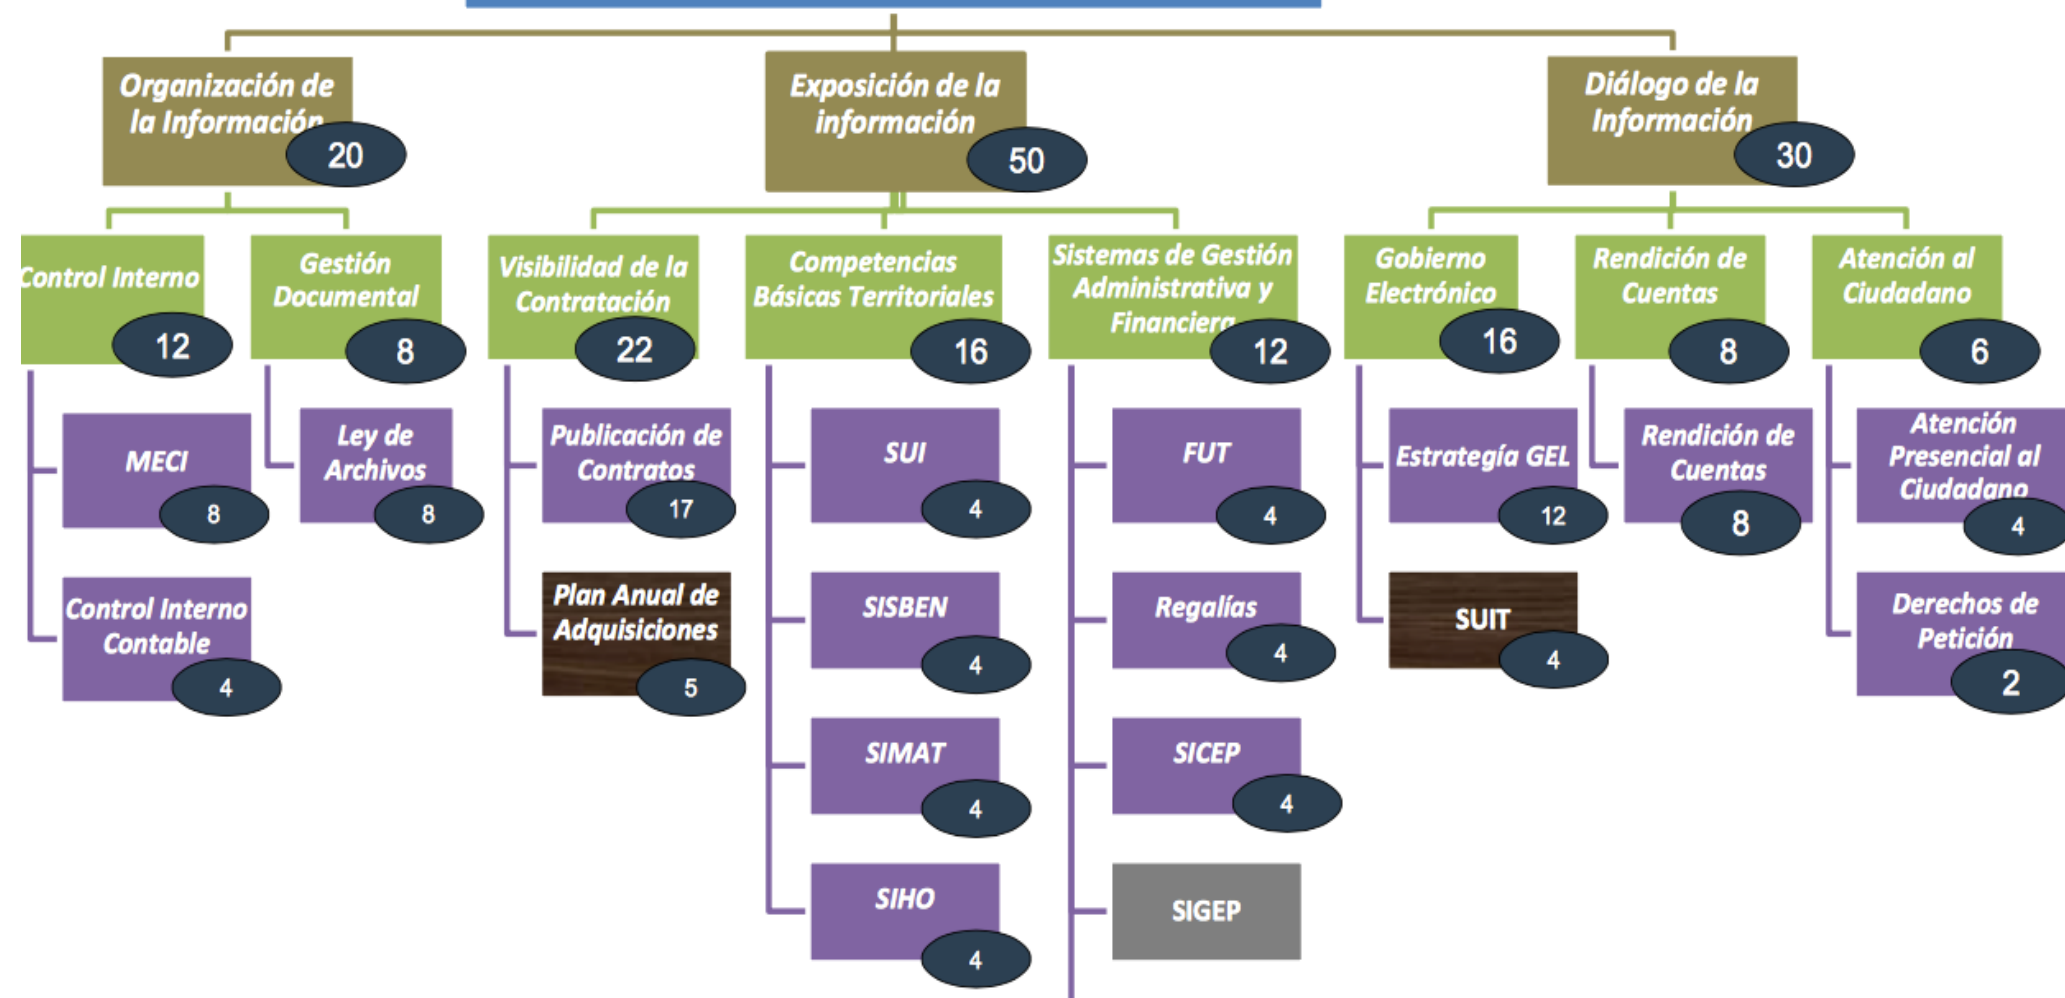 Organización de
la Información
20
Exposición de la
información
50
Diálogo de la
Información
30
Control Interno
12
Gestión
Documental
8
Visibilidad de la
Contratación
22
Competencias
Básicas Territoriales
16
Sistemas de Gestión
Administrativa y
Financiera
12
Gobierno
Electrónico
16
Rendición de
Cuentas
8
Atención al
Ciudadano
6
MECI
8
Ley de
Archivos
8
Publicación de
Contratos
17
SUI
4
FUT
4
Estrategía GEL
12
Rendición de
Cuentas
8
Atención
Presencial al
Ciudadano
4
Control Interno
Contable
4
Plan Anual de
Adquisiciones
5
SISBEN
4
Regalías
4
SUIT
4
Derechos de
Petición
2
SIMAT
4
SICEP
4
SIHO
4
SIGEP